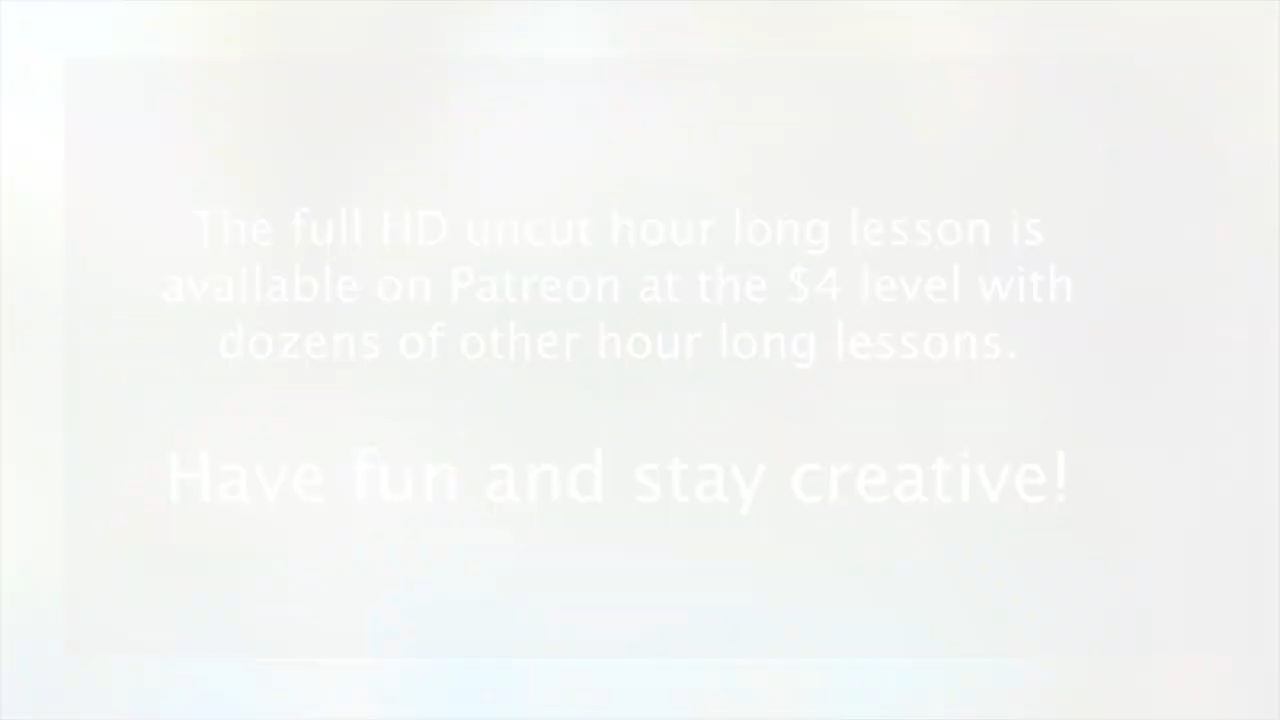 The full HD uncut hour long lesson is
available on Patreon at the $4 level with
dozens of other hour long lessons.
Have fun and stay creative!